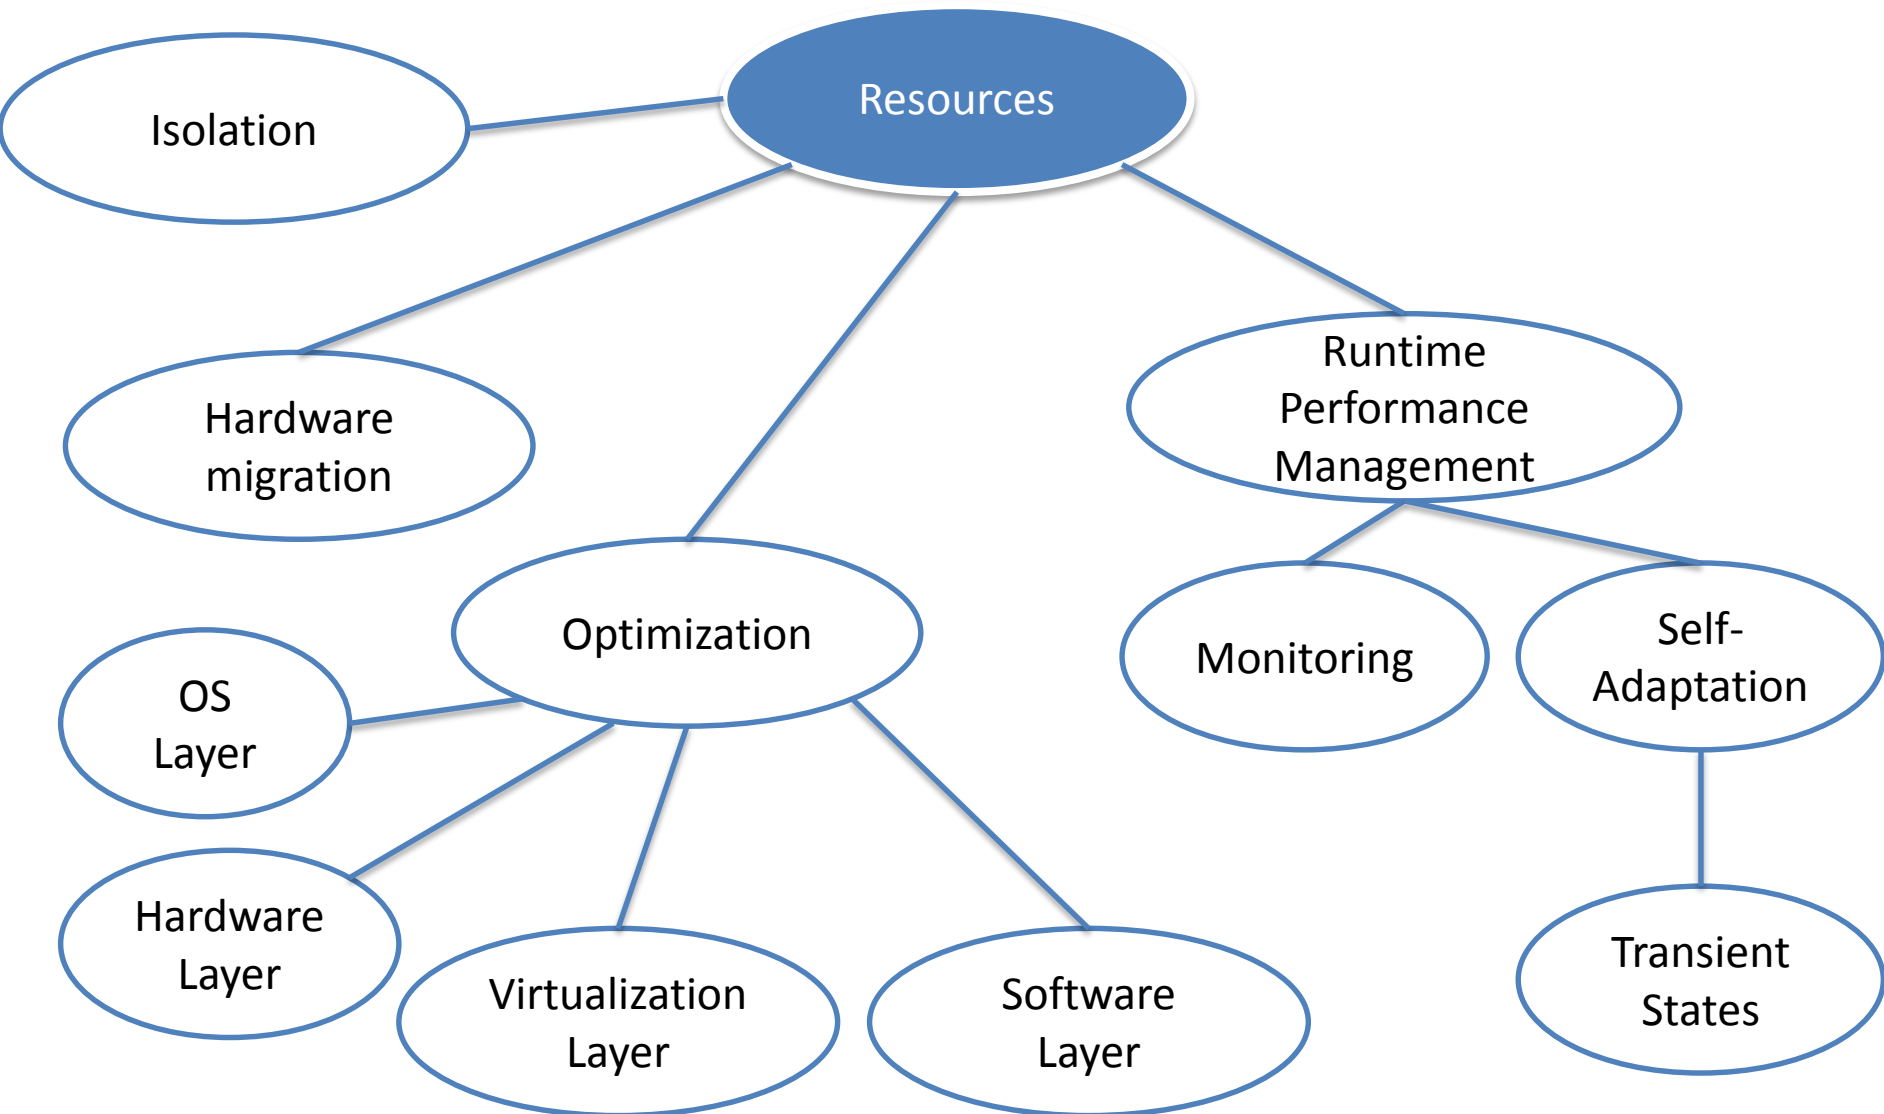 Resources
Isolation
Runtime
Performance
Management
Hardware
migration
Optimization
Monitoring
Self-
Adaptation
OS
Layer
Hardware
Layer
Virtualization
Layer
Software
Layer
Transient
States